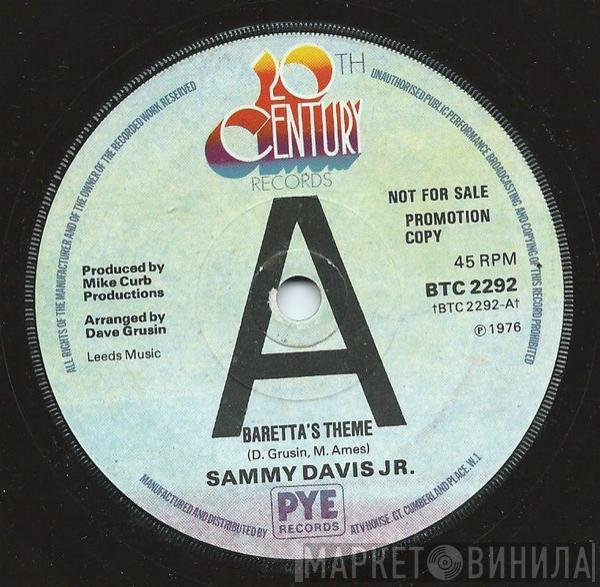 20TH
CENTURY
RECORDS
ALL RIGHTS OF THE MANUFACTURER AND OF THE OWNER OF THE RECORDED WORK RESERVED
UNAUTHORISED PUBLIC PERFORMANCE BROADCASTING AND COPYING OF THIS RECORD PROHIBITED
A
NOT FOR SALE
PROMOTION
COPY
45 RPM
BTC 2292
†BTC 2292-A†
℗ 1976
Produced by
Mike Curb
Productions
Arranged by
Dave Grusin
Leeds Music
BARETTA'S THEME
(D. Grusin, M. Ames)
SAMMY DAVIS JR.
MANUFACTURED AND DISTRIBUTED BY
PYE
RECORDS
ATV HOUSE, GT. CUMBERLAND PLACE, W.1
МАРКЕТ ВИНИЛА